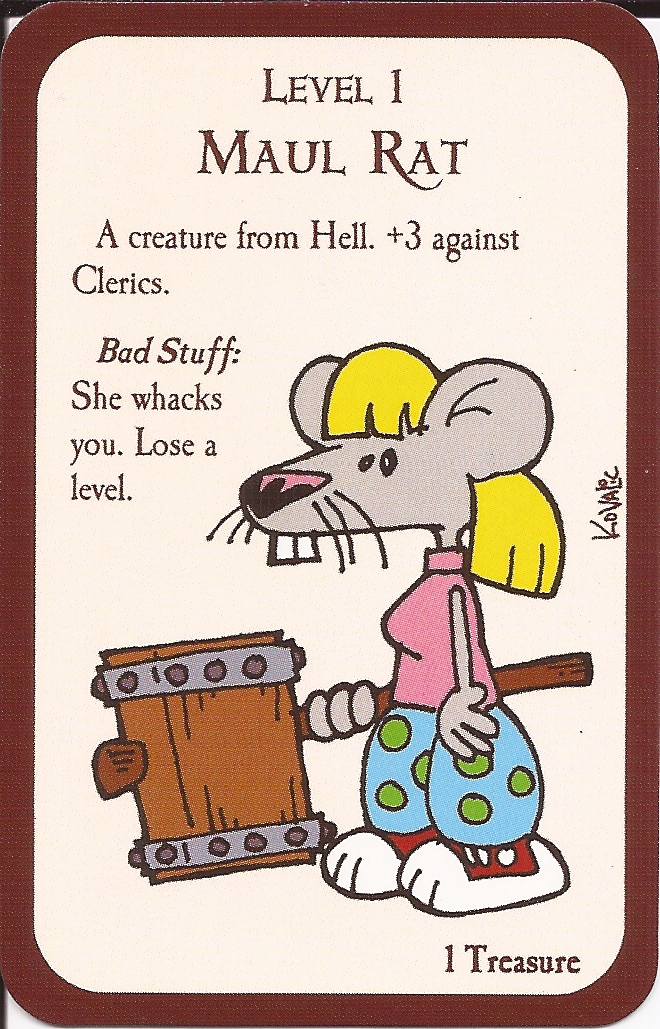 Level 1
Maul Rat
A creature from Hell. +3 against
Clerics.
Bad Stuff:
She whacks
you. Lose a
level.
Kovalic
1 Treasure